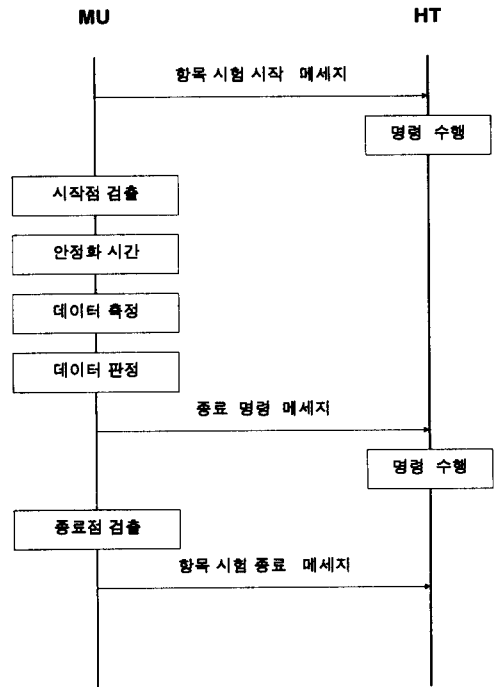 MU HT
항목 시험 시작 메세지
명령 수행
시작점 검출
안정화 시간
데이터 측정
데이터 판정
종료 명령 메세지
명령 수행
종료점 검출
항목 시험 종료 메세지